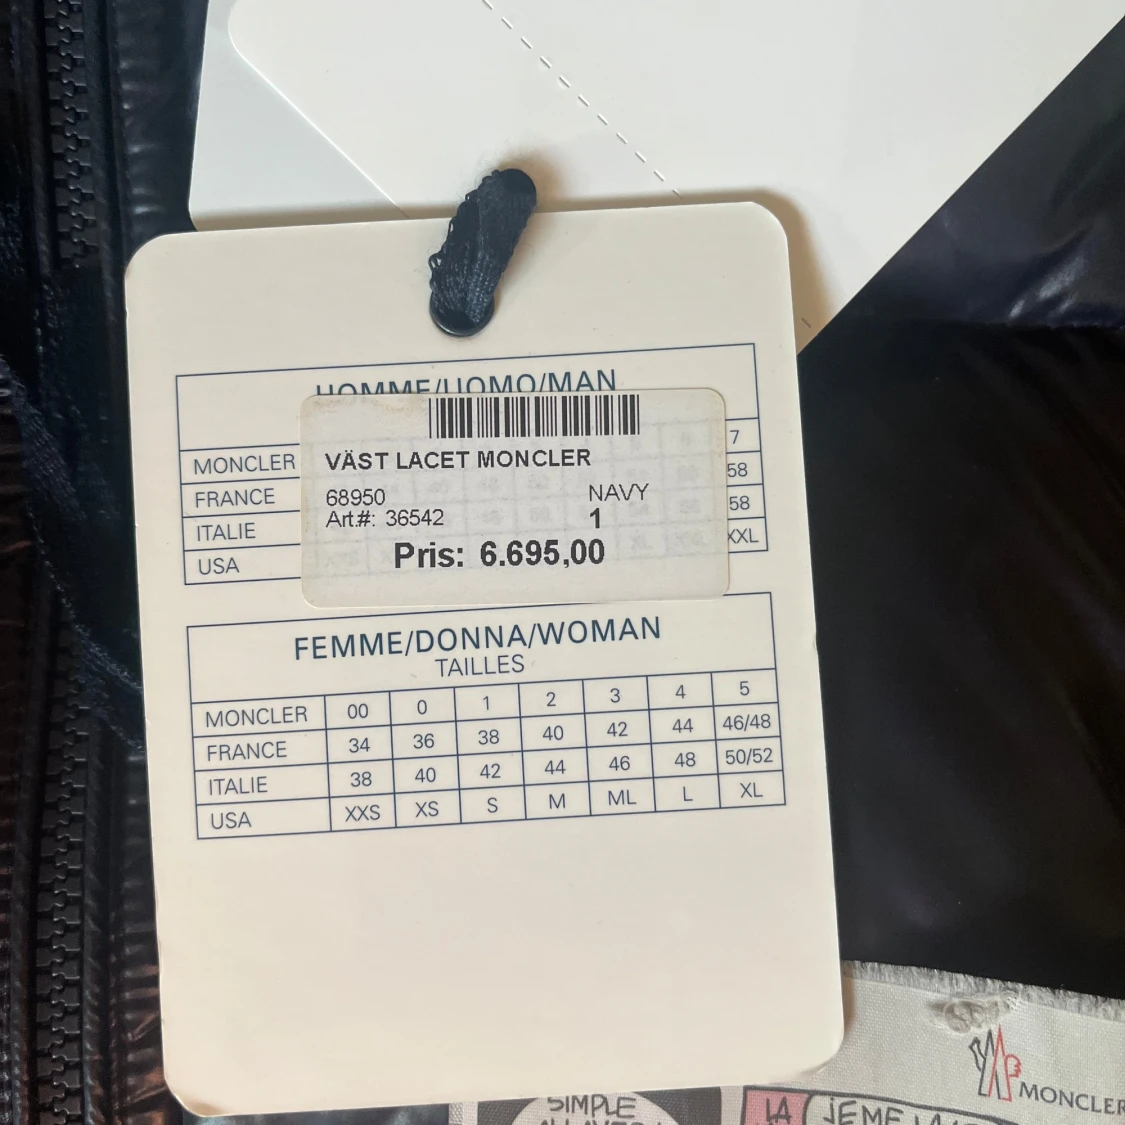 HOMME/UOMO/MAN
7
MONCLER 58
FRANCE 58
ITALIE XXL
USA
VÄST LACET MONCLER
68950 NAVY
Art.#: 36542 1
Pris: 6.695,00
FEMME/DONNA/WOMAN
TAILLES
MONCLER 00 0 1 2 3 4 5
FRANCE 34 36 38 40 42 44 46/48
ITALIE 38 40 42 44 46 48 50/52
USA XXS XS S M ML L XL
MONCLER
SIMPLE
LA